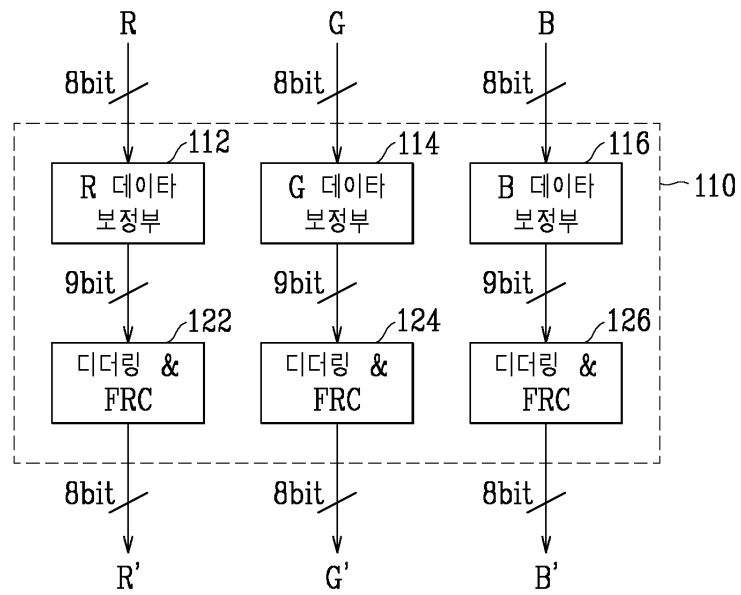 R G B
8bit 8bit 8bit
112 114 116
R 데이타 G 데이타 B 데이타
110
보정부 보정부 보정부
9bit 9bit 9bit
122 124 126
디더링 & 디더링 & 디더링 &
FRC FRC FRC
8bit 8bit 8bit
R' G' B'